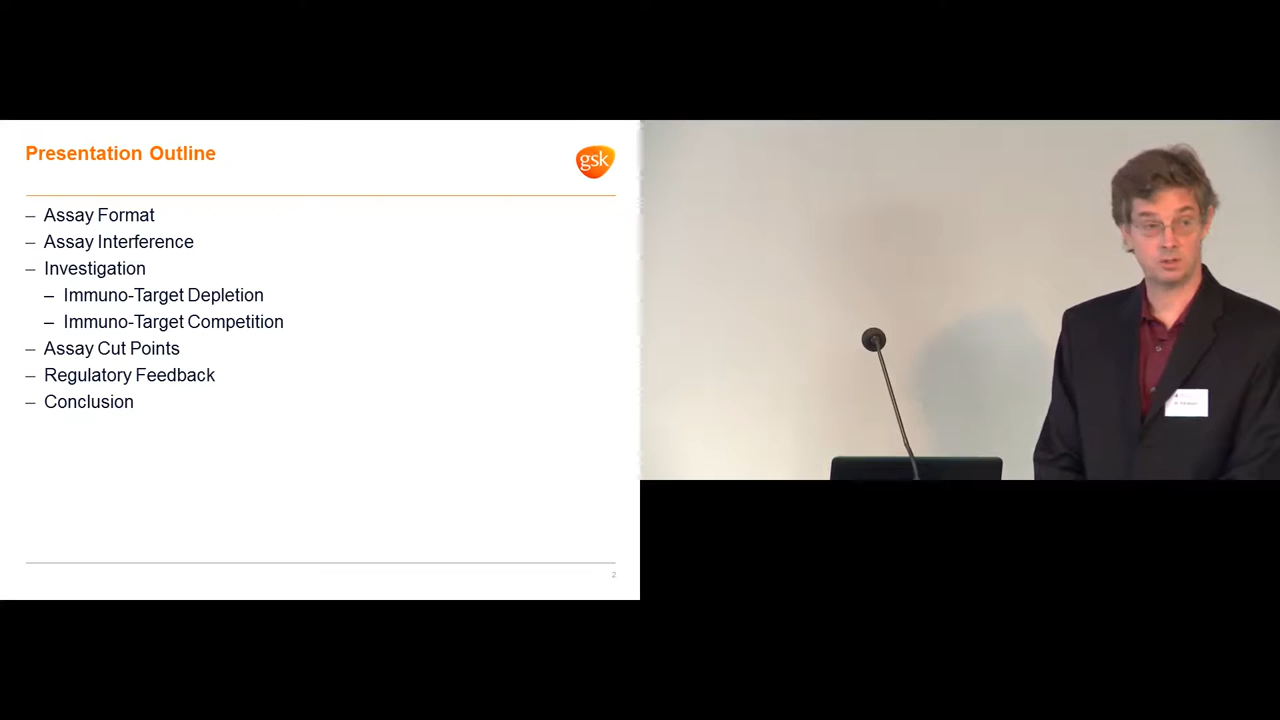 Presentation Outline
gsk
– Assay Format
– Assay Interference
– Investigation
– Immuno-Target Depletion
– Immuno-Target Competition
– Assay Cut Points
– Regulatory Feedback
– Conclusion
2